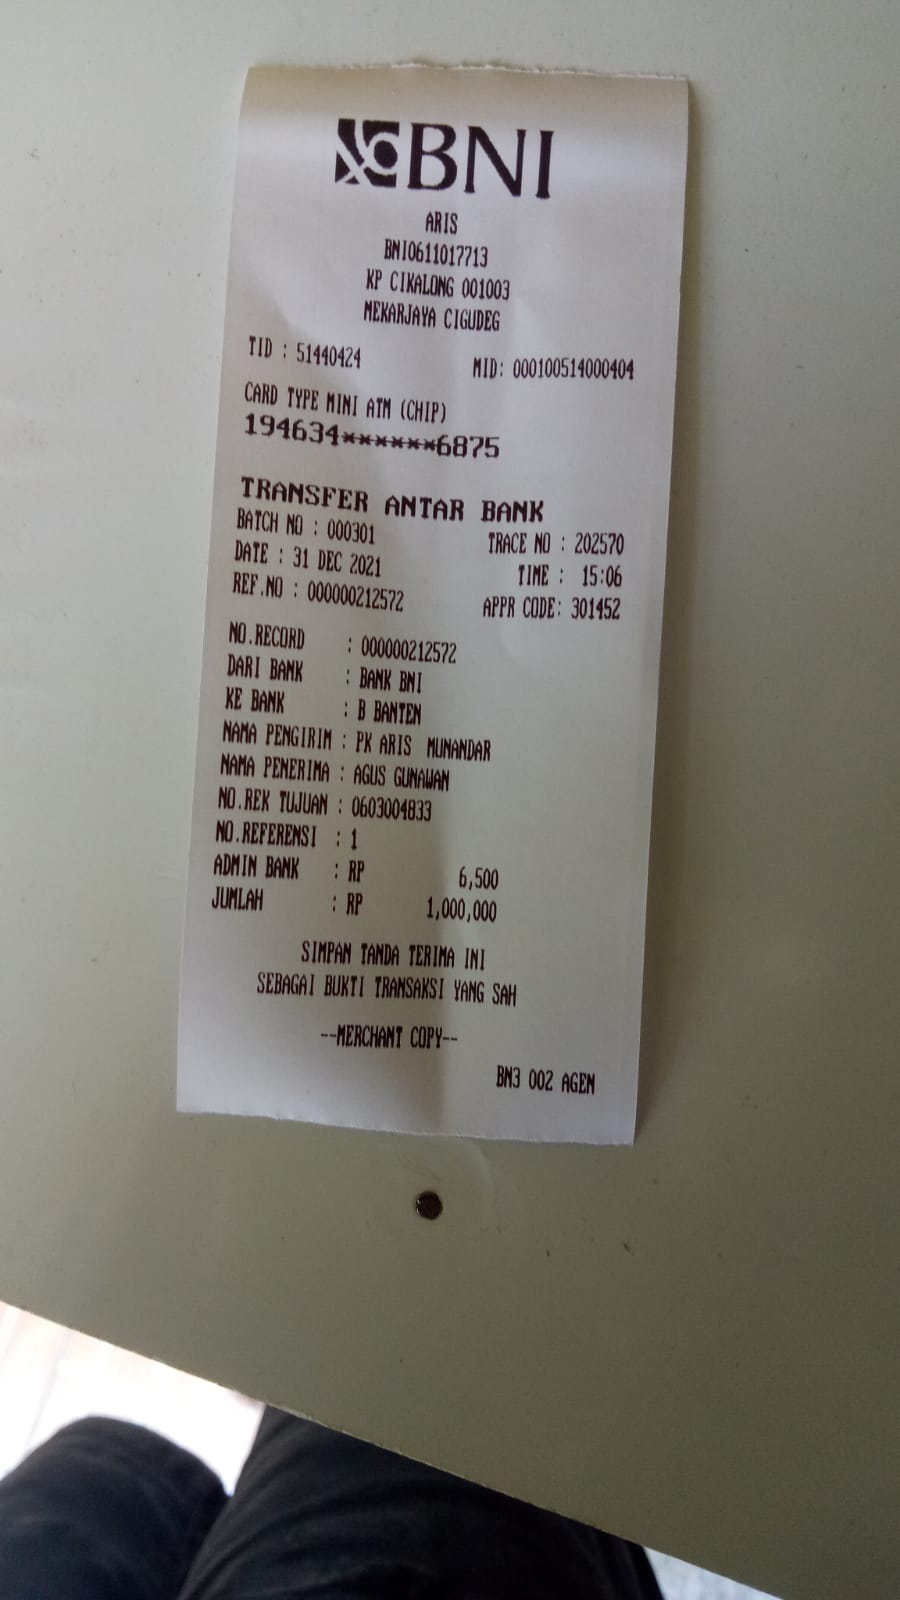 BNI
ARIS
BNI0611017713
KP CIKALONG 001003
MEKARJAYA CIGUDEG
TID : 51440424 MID: 000100514000404
CARD TYPE MINI ATM (CHIP)
194634******6875
TRANSFER ANTAR BANK
BATCH NO : 000301 TRACE NO : 202570
DATE : 31 DEC 2021 TIME : 15:06
REF.NO : 000000212572 APPR CODE: 301452
NO.RECORD : 000000212572
DARI BANK : BANK BNI
KE BANK : B BANTEN
NAMA PENGIRIM : PK ARIS MUNANDAR
NAMA PENERIMA : AGUS GUNAWAN
NO.REK TUJUAN : 0603004833
NO.REFERENSI : 1
ADMIN BANK : RP 6,500
JUMLAH : RP 1,000,000
SIMPAN TANDA TERIMA INI
SEBAGAI BUKTI TRANSAKSI YANG SAH
--MERCHANT COPY--
BN3 002 AGEN